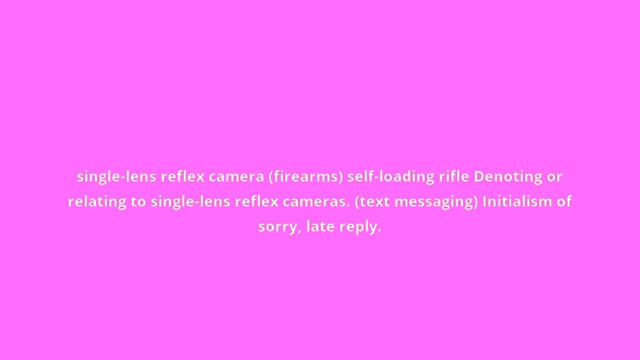 single-lens reflex camera (firearms) self-loading rifle Denoting or
relating to single-lens reflex cameras. (text messaging) Initialism of
sorry, late reply.